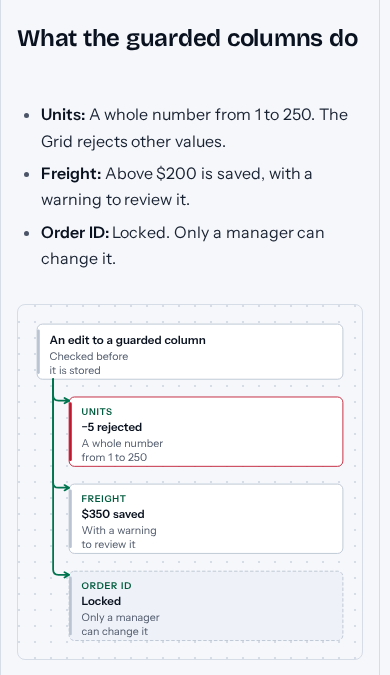 What the guarded columns do
Units: A whole number from 1 to 250. The
Grid rejects other values.
Freight: Above $200 is saved, with a
warning to review it.
Order ID: Locked. Only a manager can
change it.
An edit to a guarded column
Checked before
it is stored
UNITS
−5 rejected
A whole number
from 1 to 250
FREIGHT
$350 saved
With a warning
to review it
ORDER ID
Locked
Only a manager
can change it